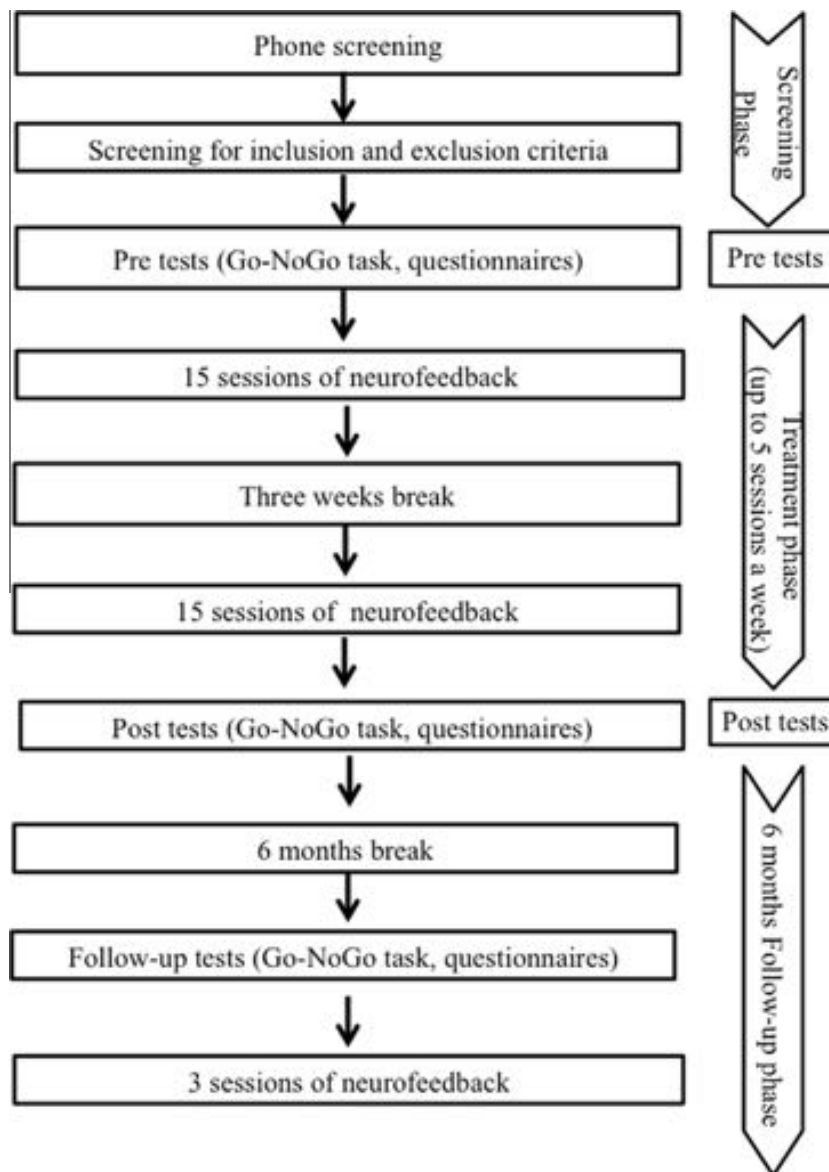 Phone screening
Screening for inclusion and exclusion criteria
Pre tests (Go-NoGo task, questionnaires)
15 sessions of neurofeedback
Three weeks break
15 sessions of neurofeedback
Post tests (Go-NoGo task, questionnaires)
6 months break
Follow-up tests (Go-NoGo task, questionnaires)
3 sessions of neurofeedback
Screening
Phase
Pre tests
Treatment phase
(up to 5 sessions a week)
Post tests
6 months Follow-up phase